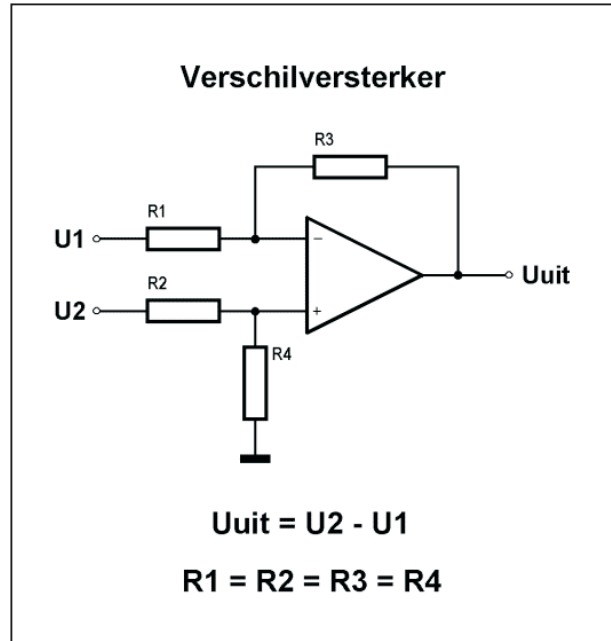 Verschilversterker
R3
R1
U1
−
Uuit
R2
U2
+
R4
Uuit = U2 - U1
R1 = R2 = R3 = R4